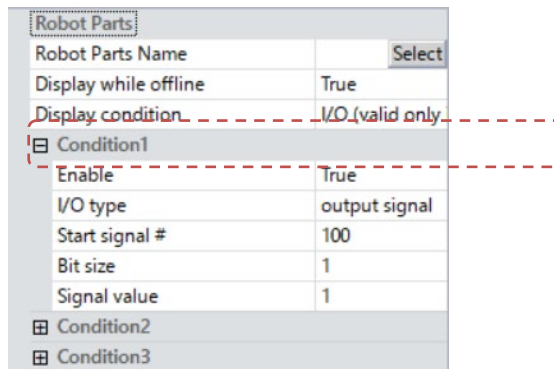 Robot Parts
Robot Parts Name Select
Display while offline True
Display condition I/O (valid only
Condition1
Enable True
I/O type output signal
Start signal # 100
Bit size 1
Signal value 1
Condition2
Condition3